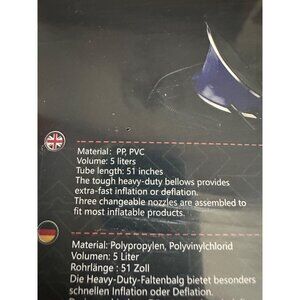 Material: PP, PVC
Volume: 5 liters
Tube length: 51 inches
The tough heavy-duty bellows provides
extra-fast inflation or deflation.
Three changeable nozzles are assembled to
fit most inflatable products.
Material: Polypropylen, Polyvinylchlorid
Volumen: 5 Liter
Rohrlänge : 51 Zoll
Die Heavy-Duty-Faltenbalg bietet besonders
schnellen Inflation oder Deflation.